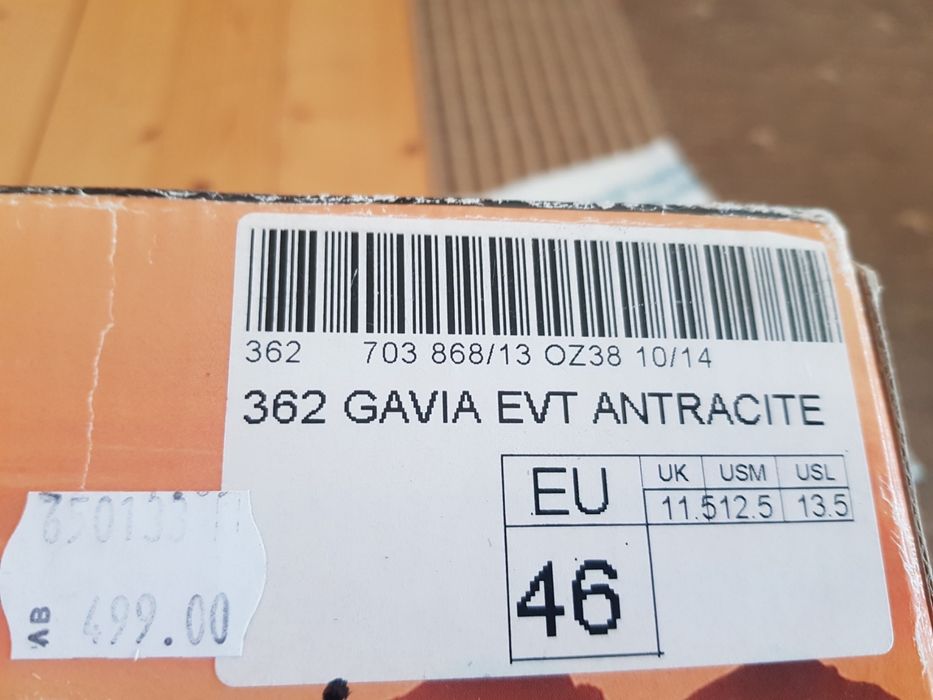 362 703 868/13 OZ38 10/14
362 GAVIA EVT ANTRACITE
EU UK USM USL
11.5 12.5 13.5
46
AB 499.00